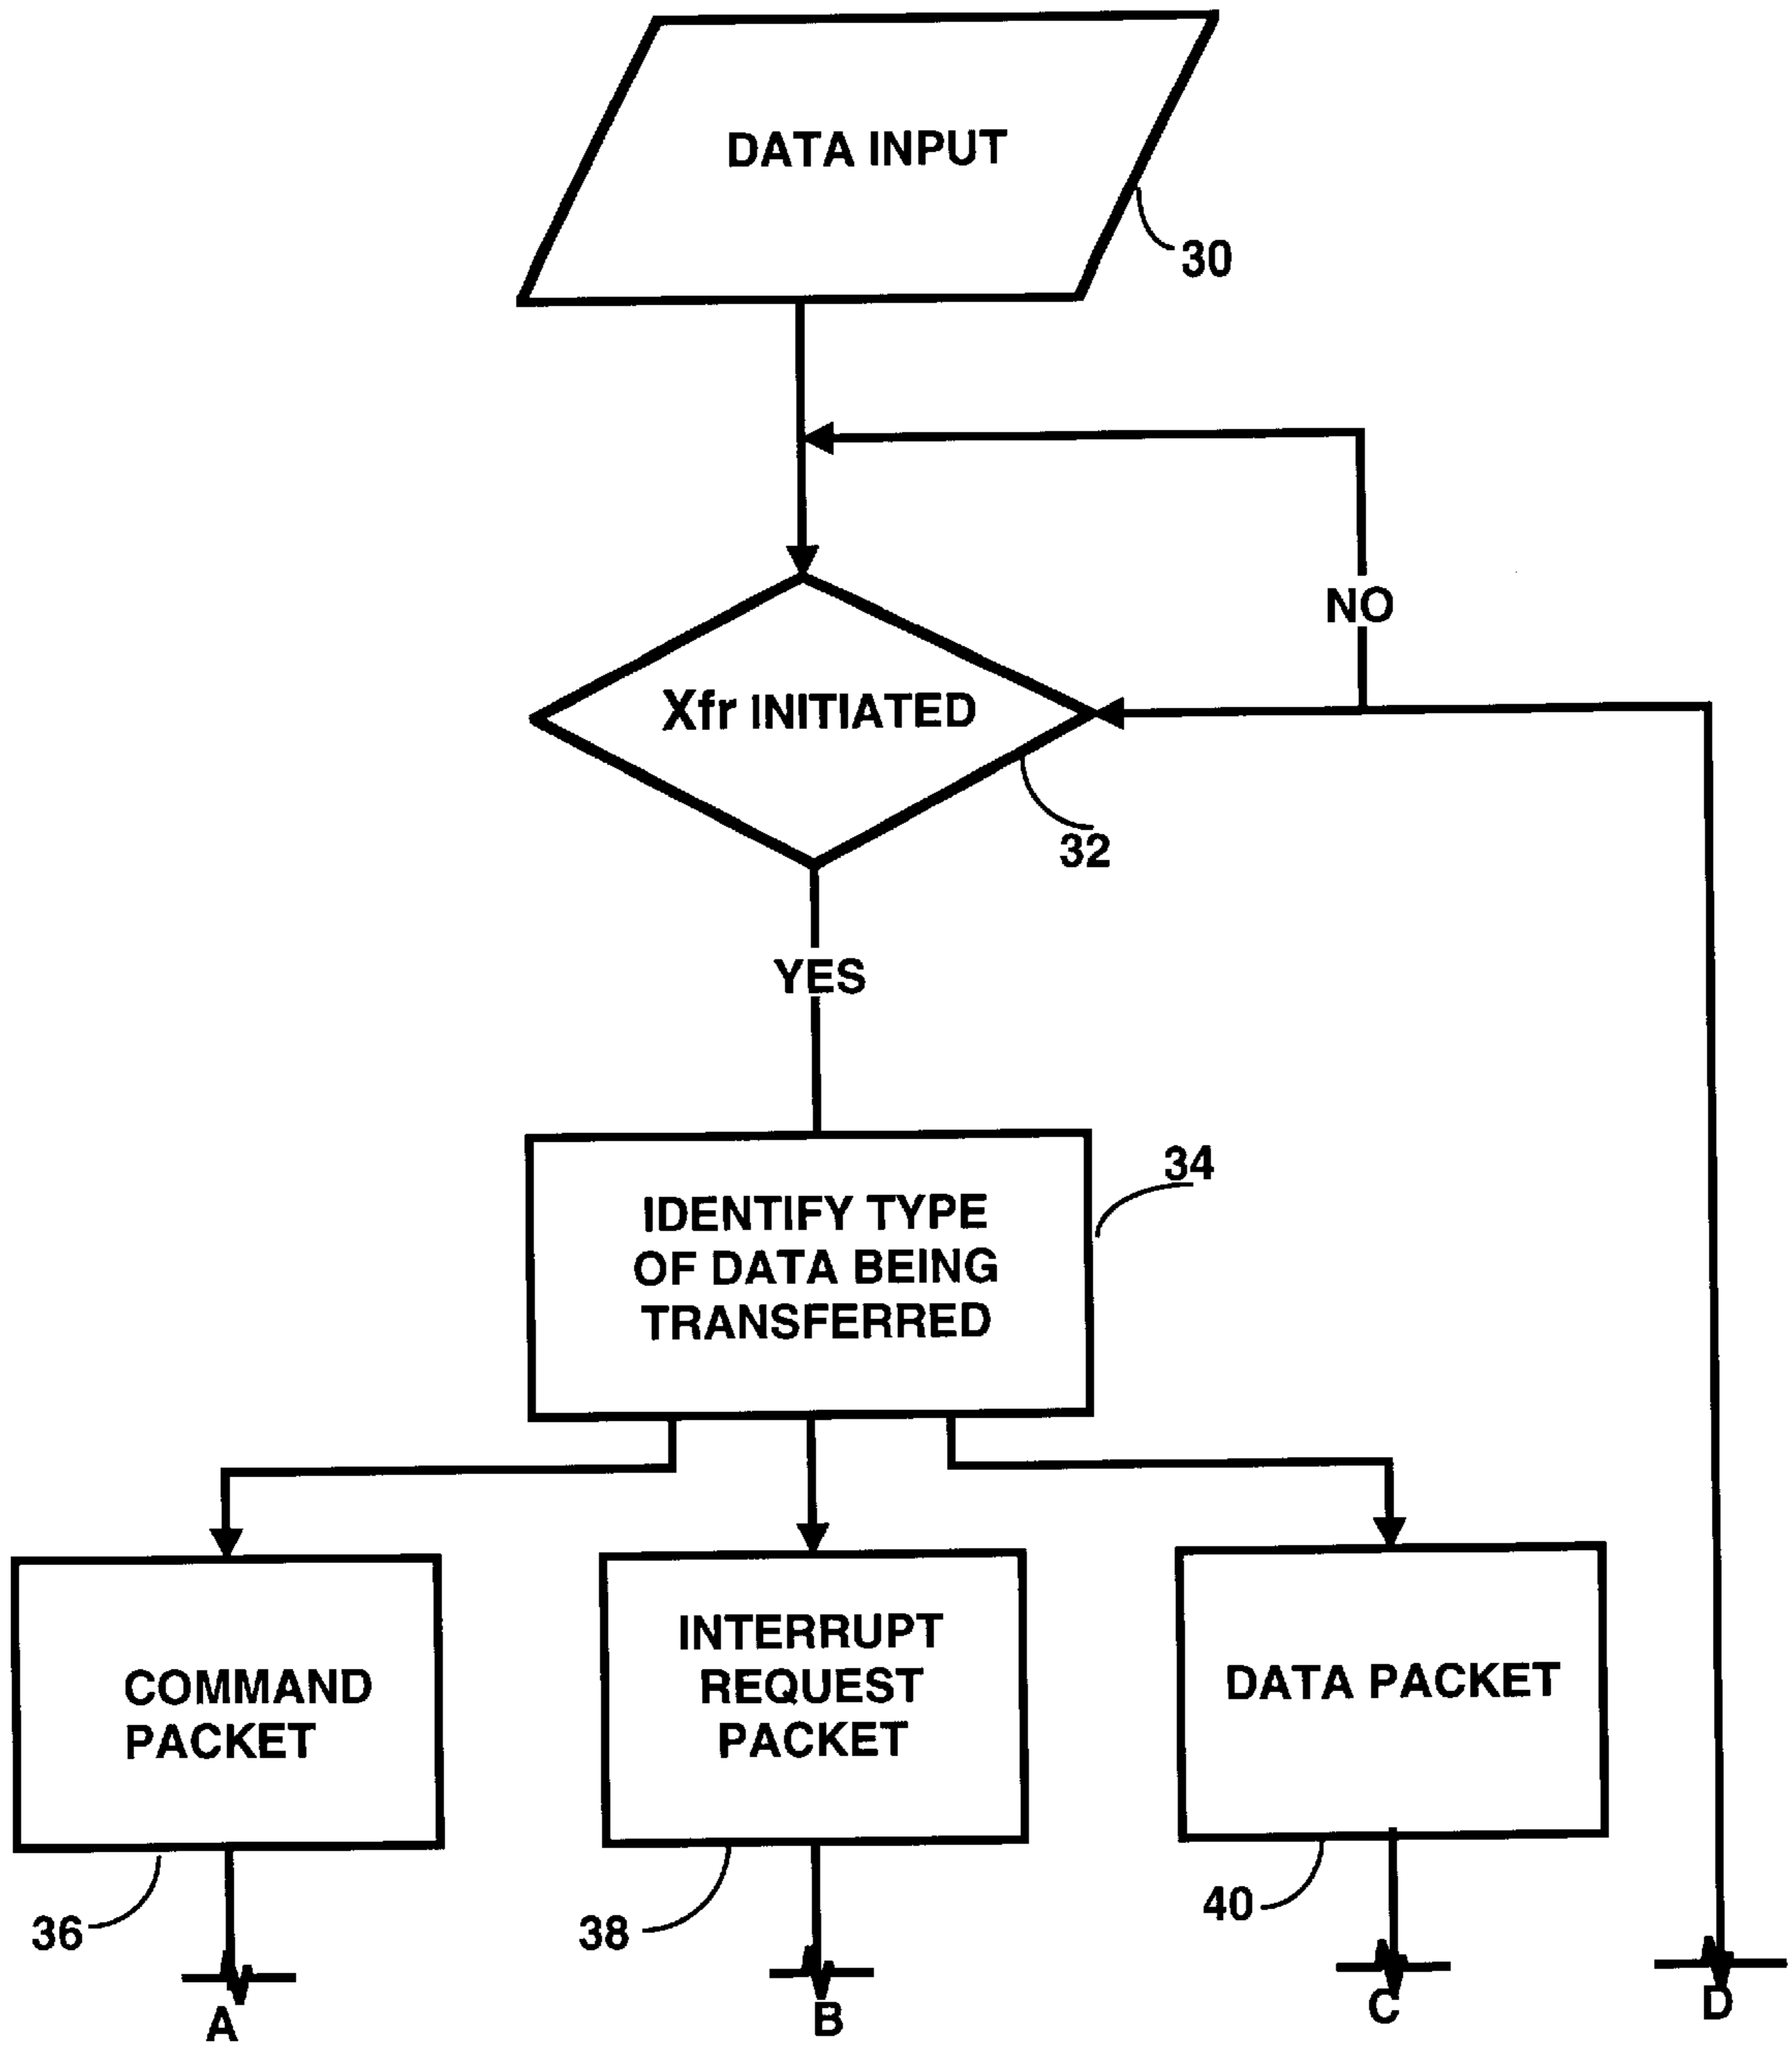 DATA INPUT
30
NO
Xfr INITIATED
32
YES
34
IDENTIFY TYPE
OF DATA BEING
TRANSFERRED
COMMAND
PACKET
INTERRUPT
REQUEST
PACKET
DATA PACKET
36
38
40
A
B
C
D